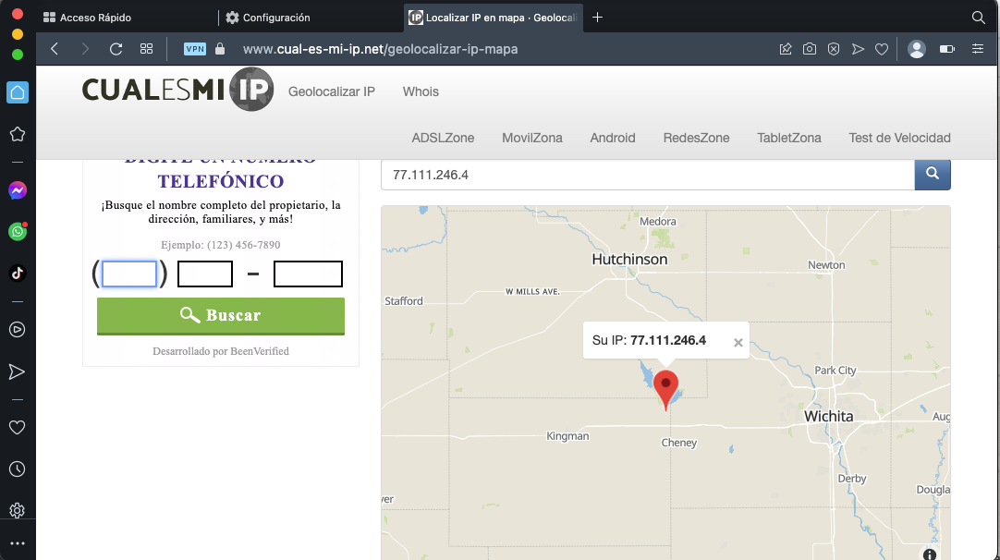 Acceso Rápido
Configuración
IP Localizar IP en mapa · Geolocali
VPN www.cual-es-mi-ip.net/geolocalizar-ip-mapa
CUALESMI IP
Geolocalizar IP
Whois
ADSLZone
MovilZona
Android
RedesZone
TabletZona
Test de Velocidad
DIGITE UN NÚMERO
TELEFÓNICO
¡Busque el nombre completo del propietario, la
dirección, familiares, y más!
Ejemplo: (123) 456-7890
( ) –
Buscar
Desarrollado por BeenVerified
77.111.246.4
Medora
Hutchinson
Newton
W MILLS AVE.
Stafford
Su IP: 77.111.246.4 ×
Park City
Wichita
Aug
Kingman
Cheney
Derby
Dougla
ver